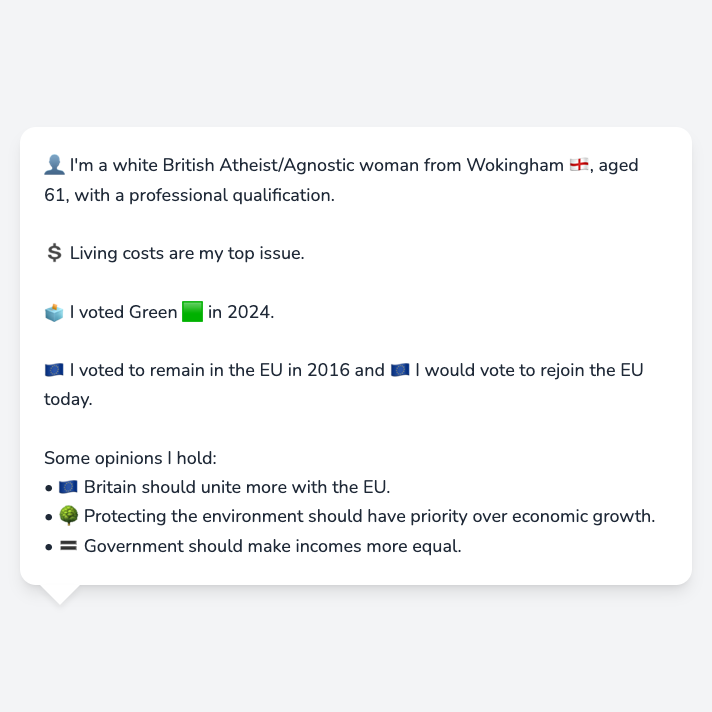 👤 I'm a white British Atheist/Agnostic woman from Wokingham 🏴󠁧󠁢󠁥󠁮󠁧󠁿, aged
61, with a professional qualification.
💲 Living costs are my top issue.
🗳️ I voted Green 🟩 in 2024.
🇪🇺 I voted to remain in the EU in 2016 and 🇪🇺 I would vote to rejoin the EU
today.
Some opinions I hold:
• 🇪🇺 Britain should unite more with the EU.
• 🌳 Protecting the environment should have priority over economic growth.
• 🟰 Government should make incomes more equal.